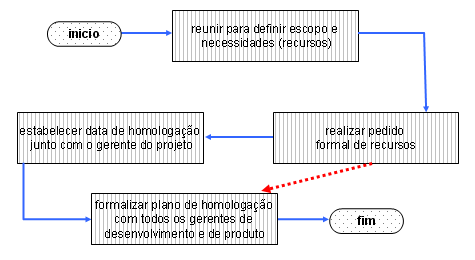 inicio
reunir para definir escopo e
necessidades (recursos)
realizar pedido
formal de recursos
estabelecer data de homologação
junto com o gerente do projeto
formalizar plano de homologação
com todos os gerentes de
desenvolvimento e de produto
fim